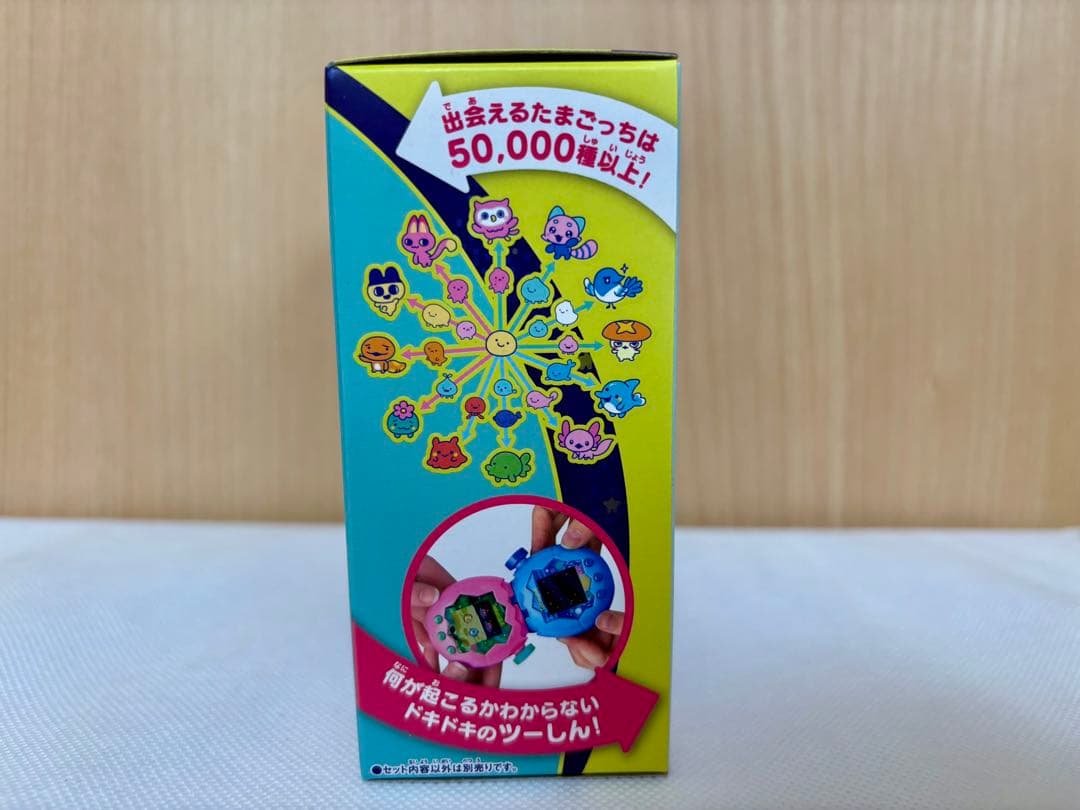 出会えるたまごっちは
50,000種以上!
何が起こるかわからない
ドキドキのツーしん!
●セット内容以外は別売りです。